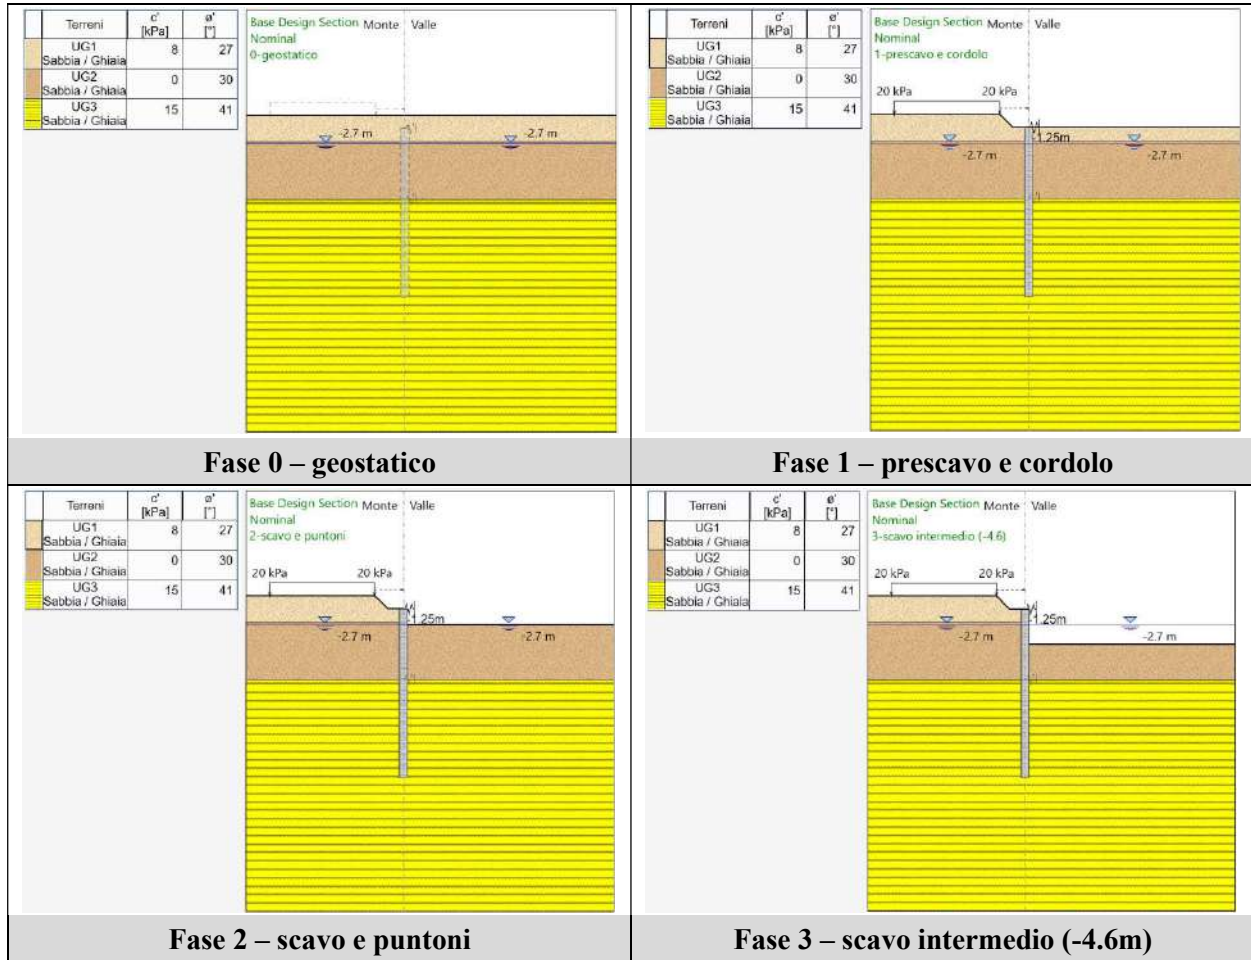 Terreni c' [kPa] ø' [°]
UG1 Sabbia / Ghiaia 8 27
UG2 Sabbia / Ghiaia 0 30
UG3 Sabbia / Ghiaia 15 41
Base Design Section Monte Valle
Nominal
0-geostatico
-2.7 m -2.7 m
Fase 0 – geostatico
Terreni c' [kPa] ø' [°]
UG1 Sabbia / Ghiaia 8 27
UG2 Sabbia / Ghiaia 0 30
UG3 Sabbia / Ghiaia 15 41
Base Design Section Monte Valle
Nominal
1-prescavo e cordolo
20 kPa 20 kPa
-1.25m
-2.7 m -2.7 m
Fase 1 – prescavo e cordolo
Terreni c' [kPa] ø' [°]
UG1 Sabbia / Ghiaia 8 27
UG2 Sabbia / Ghiaia 0 30
UG3 Sabbia / Ghiaia 15 41
Base Design Section Monte Valle
Nominal
2-scavo e puntoni
20 kPa 20 kPa
-1.25m
-2.7 m -2.7 m
Fase 2 – scavo e puntoni
Terreni c' [kPa] ø' [°]
UG1 Sabbia / Ghiaia 8 27
UG2 Sabbia / Ghiaia 0 30
UG3 Sabbia / Ghiaia 15 41
Base Design Section Monte Valle
Nominal
3-scavo intermedio (-4.6)
20 kPa 20 kPa
-1.25m
-2.7 m -2.7 m
Fase 3 – scavo intermedio (-4.6m)